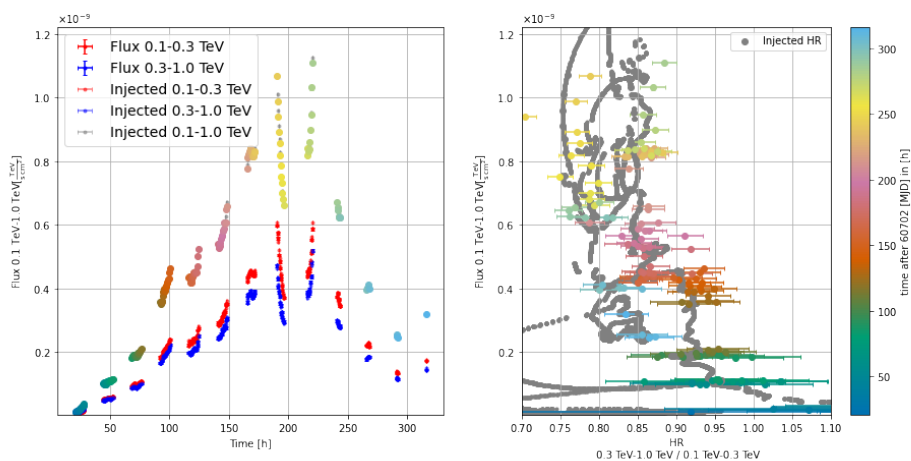 1e-9
1e-9
1.2
Flux 0.1-0.3 TeV
Flux 0.3-1.0 TeV
Injected 0.1-0.3 TeV
Injected 0.3-1.0 TeV
Injected 0.1-1.0 TeV
1.0
0.8
0.6
0.4
0.2
Flux 0.1 TeV-1.0 TeV[TeV/s cm²]
50
100
150
200
250
300
Time [h]
1.2
Injected HR
1.0
0.8
0.6
0.4
0.2
Flux 0.1 TeV-1.0 TeV[TeV/s cm²]
0.70
0.75
0.80
0.85
0.90
0.95
1.00
1.05
1.10
HR
0.3 TeV-1.0 TeV / 0.1 TeV-0.3 TeV
300
250
200
150
100
50
time after 60702 [MJD] in [h]